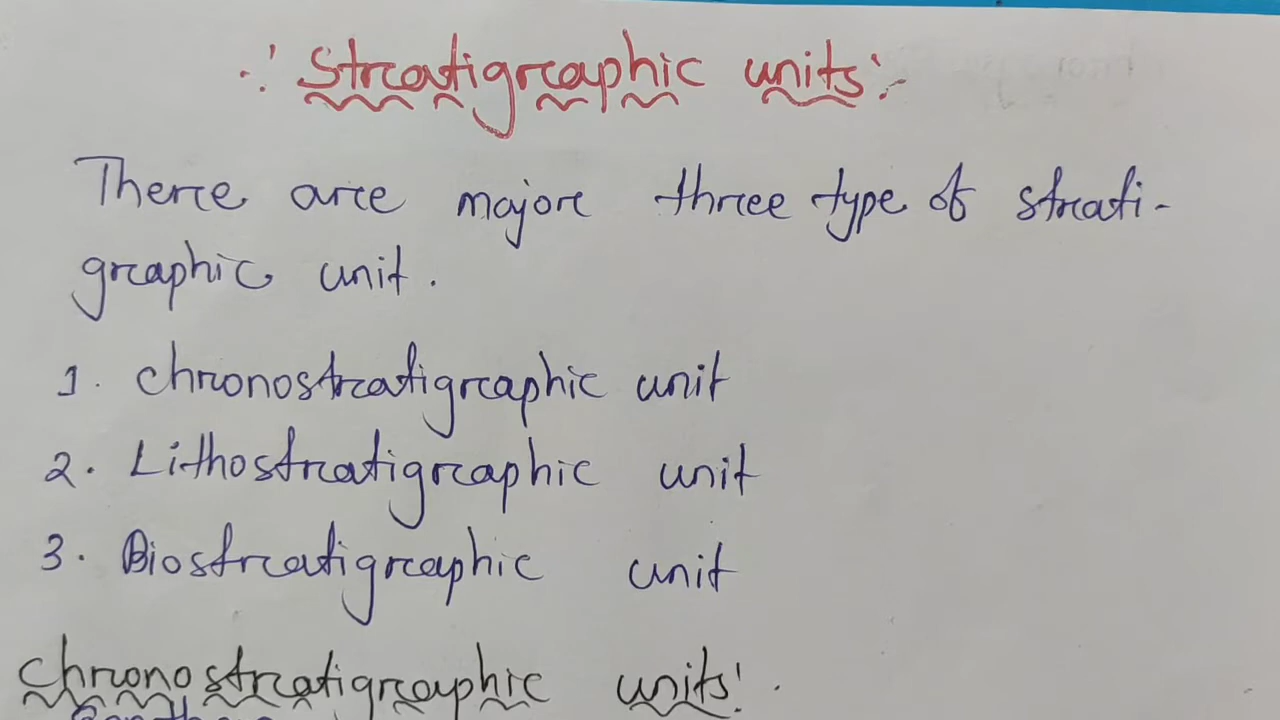 ∴ Stratigraphic units :-
There are majore three type of strati-
graphic unit.
1. Chronostratigraphic unit
2. Lithostratigraphic unit
3. Biostratigraphic unit
Chronostratigraphic units: